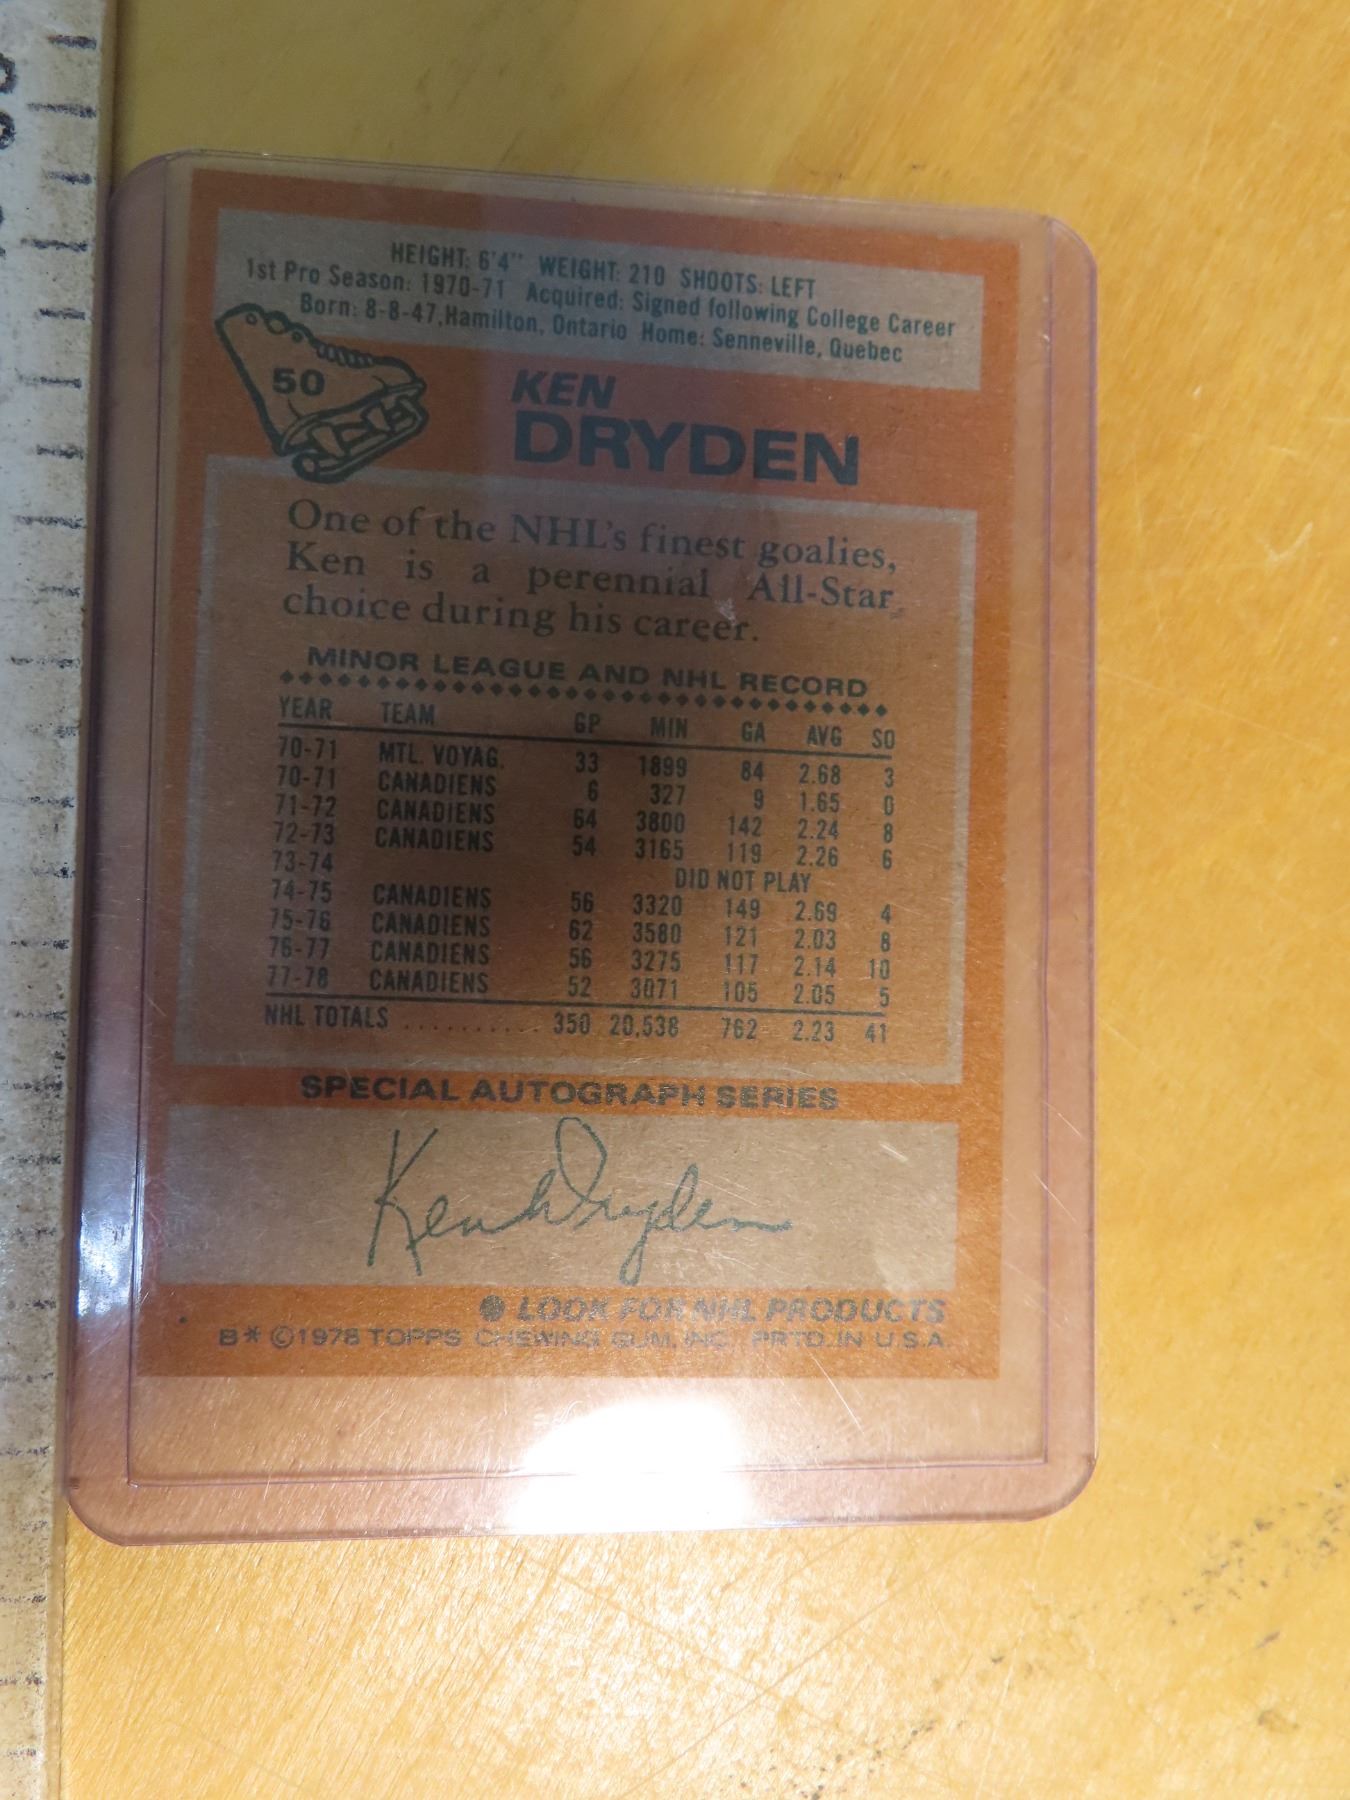 HEIGHT: 6'4" WEIGHT: 210 SHOOTS: LEFT
1st Pro Season: 1970-71 Acquired: Signed following College Career
Born: 8-8-47, Hamilton, Ontario Home: Senneville, Quebec
50
KEN
DRYDEN
One of the NHL's finest goalies,
Ken is a perennial All-Star
choice during his career.
MINOR LEAGUE AND NHL RECORD
YEAR TEAM GP MIN GA AVG SO
70-71 MTL. VOYAG. 33 1899 84 2.68 3
70-71 CANADIENS 6 327 9 1.65 0
71-72 CANADIENS 64 3800 142 2.24 8
72-73 CANADIENS 54 3165 119 2.26 6
73-74 DID NOT PLAY
74-75 CANADIENS 56 3320 149 2.69 4
75-76 CANADIENS 62 3580 121 2.03 8
76-77 CANADIENS 56 3275 117 2.14 10
77-78 CANADIENS 52 3071 105 2.05 5
NHL TOTALS .......... 350 20,538 762 2.23 41
SPECIAL AUTOGRAPH SERIES
Ken Dryden
LOOK FOR NHL PRODUCTS
B* ©1978 TOPPS CHEWING GUM, INC. PRTD. IN U.S.A.